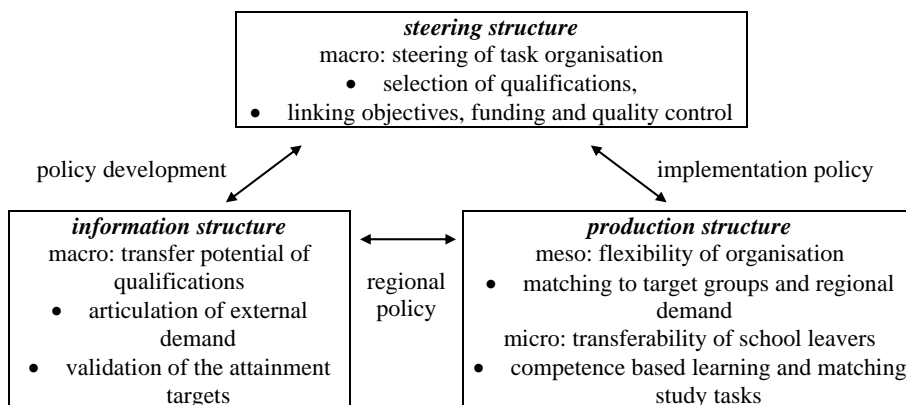 steering structure
macro: steering of task organisation
• selection of qualifications,
• linking objectives, funding and quality control
policy development
implementation policy
information structure
macro: transfer potential of
qualifications
• articulation of external
demand
• validation of the attainment
targets
regional
policy
production structure
meso: flexibility of organisation
• matching to target groups and regional
demand
micro: transferability of school leavers
• competence based learning and matching
study tasks